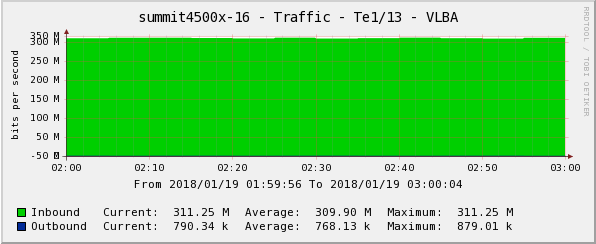 summit4500x-16 - Traffic - Te1/13 - VLBA
RRDTOOL / TOBI OETIKER
bits per second
350 M
300 M
250 M
200 M
150 M
100 M
50 M
-50 M
02:00 02:10 02:20 02:30 02:40 02:50 03:00
From 2018/01/19 01:59:56 To 2018/01/19 03:00:04
Inbound Current: 311.25 M Average: 309.90 M Maximum: 311.25 M
Outbound Current: 790.34 k Average: 768.13 k Maximum: 879.01 k